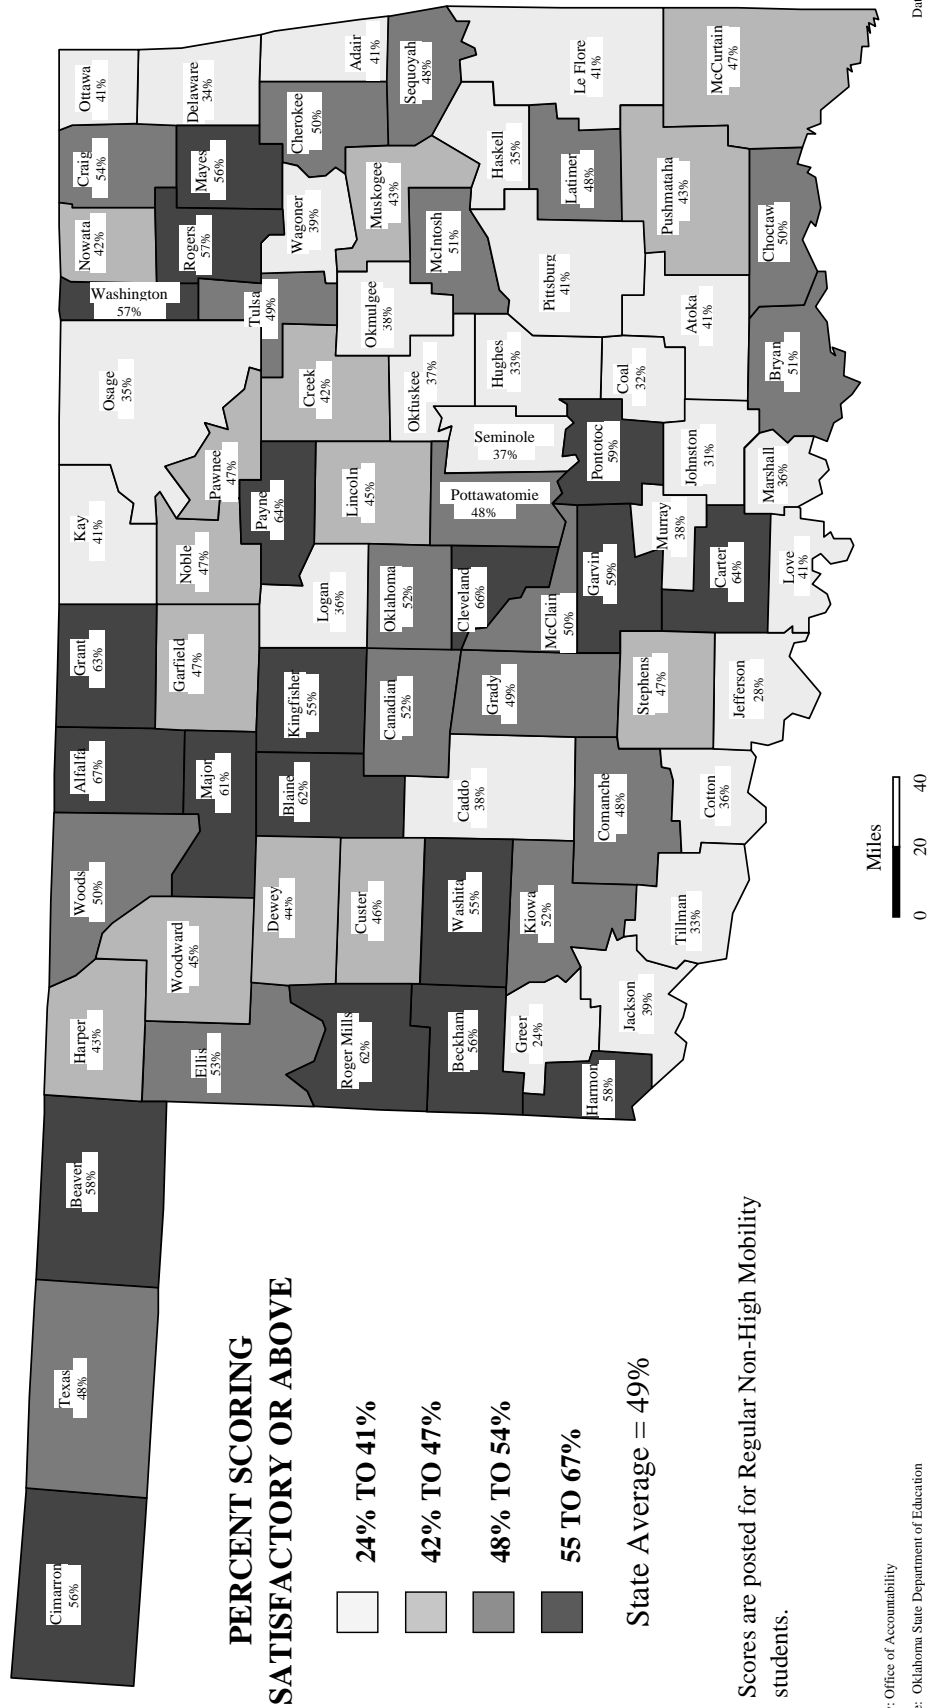 Cimarron
56%
Texas
48%
Beaver
58%
Harper
43%
Woods
50%
Alfalfa
67%
Grant
63%
Kay
41%
Osage
35%
Washington
57%
Nowata
42%
Craig
54%
Ottawa
41%
Ellis
53%
Woodward
45%
Major
61%
Garfield
47%
Noble
47%
Pawnee
47%
Tulsa
49%
Rogers
57%
Mayes
56%
Delaware
34%
Roger Mills
62%
Dewey
44%
Blaine
62%
Kingfisher
55%
Logan
36%
Payne
64%
Creek
42%
Wagoner
39%
Cherokee
50%
Adair
41%
Beckham
56%
Custer
46%
Washita
55%
Canadian
52%
Oklahoma
52%
Lincoln
45%
Okfuskee
37%
Okmulgee
38%
Muskogee
43%
McIntosh
51%
Sequoyah
48%
Greer
24%
Kiowa
52%
Caddo
38%
Grady
49%
Cleveland
66%
McClain
50%
Pottawatomie
48%
Seminole
37%
Hughes
33%
Pittsburg
41%
Haskell
35%
Latimer
48%
Le Flore
41%
Harmon
58%
Jackson
39%
Tillman
33%
Comanche
48%
Cotton
36%
Stephens
47%
Jefferson
28%
Garvin
59%
Murray
38%
Carter
64%
Love
41%
Pontotoc
59%
Johnston
31%
Marshall
36%
Coal
32%
Atoka
41%
Bryan
51%
Pushmataha
43%
Choctaw
50%
McCurtain
47%
PERCENT SCORING
SATISFACTORY OR ABOVE
24% TO 41%
42% TO 47%
48% TO 54%
55 TO 67%
State Average = 49%
Scores are posted for Regular Non-High Mobility
students.
Miles
0 20 40
: Office of Accountability
e: Oklahoma State Department of Education
Dat